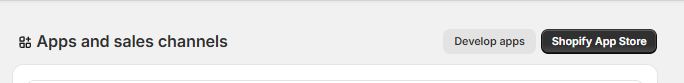 Apps and sales channels
Develop apps
Shopify App Store